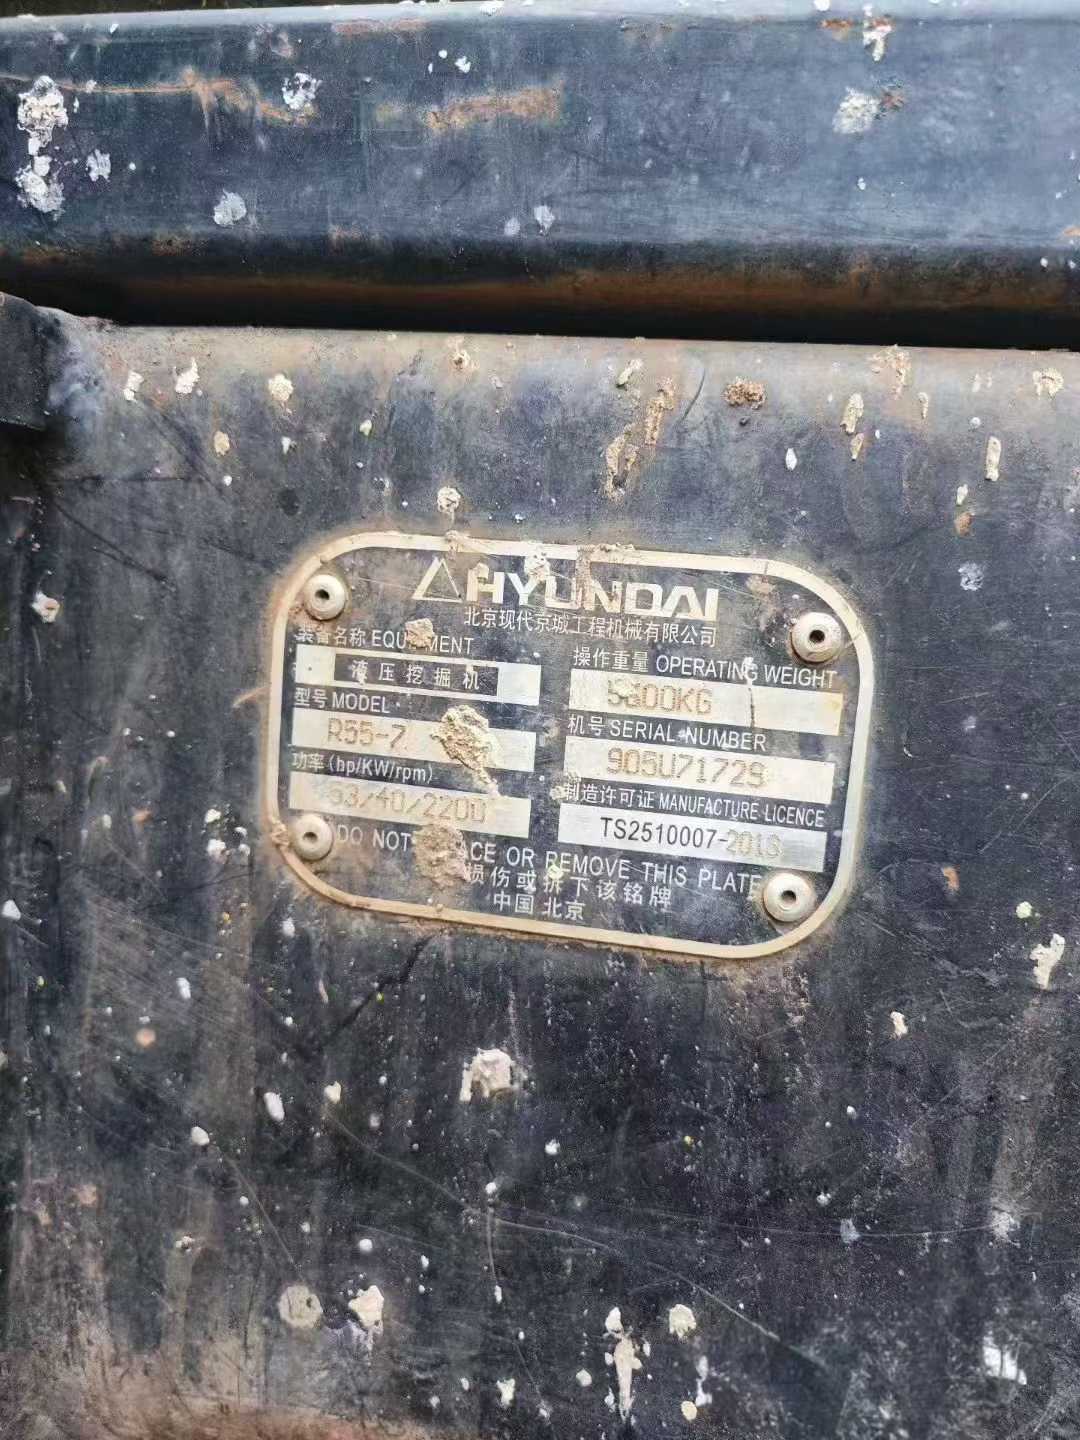 HYUNDAI
北京现代京城工程机械有限公司
装备名称 EQUIPMENT
液压挖掘机
型号 MODEL
R55-7
功率 (hp/KW/rpm)
53/40/2200
操作重量 OPERATING WEIGHT
机号 SERIAL NUMBER
905U71729
制造许可证 MANUFACTURE LICENCE
TS2510007-2013
DO NOT OR REMOVE THIS PLATE
损伤或拆下该铭牌
中国 北京